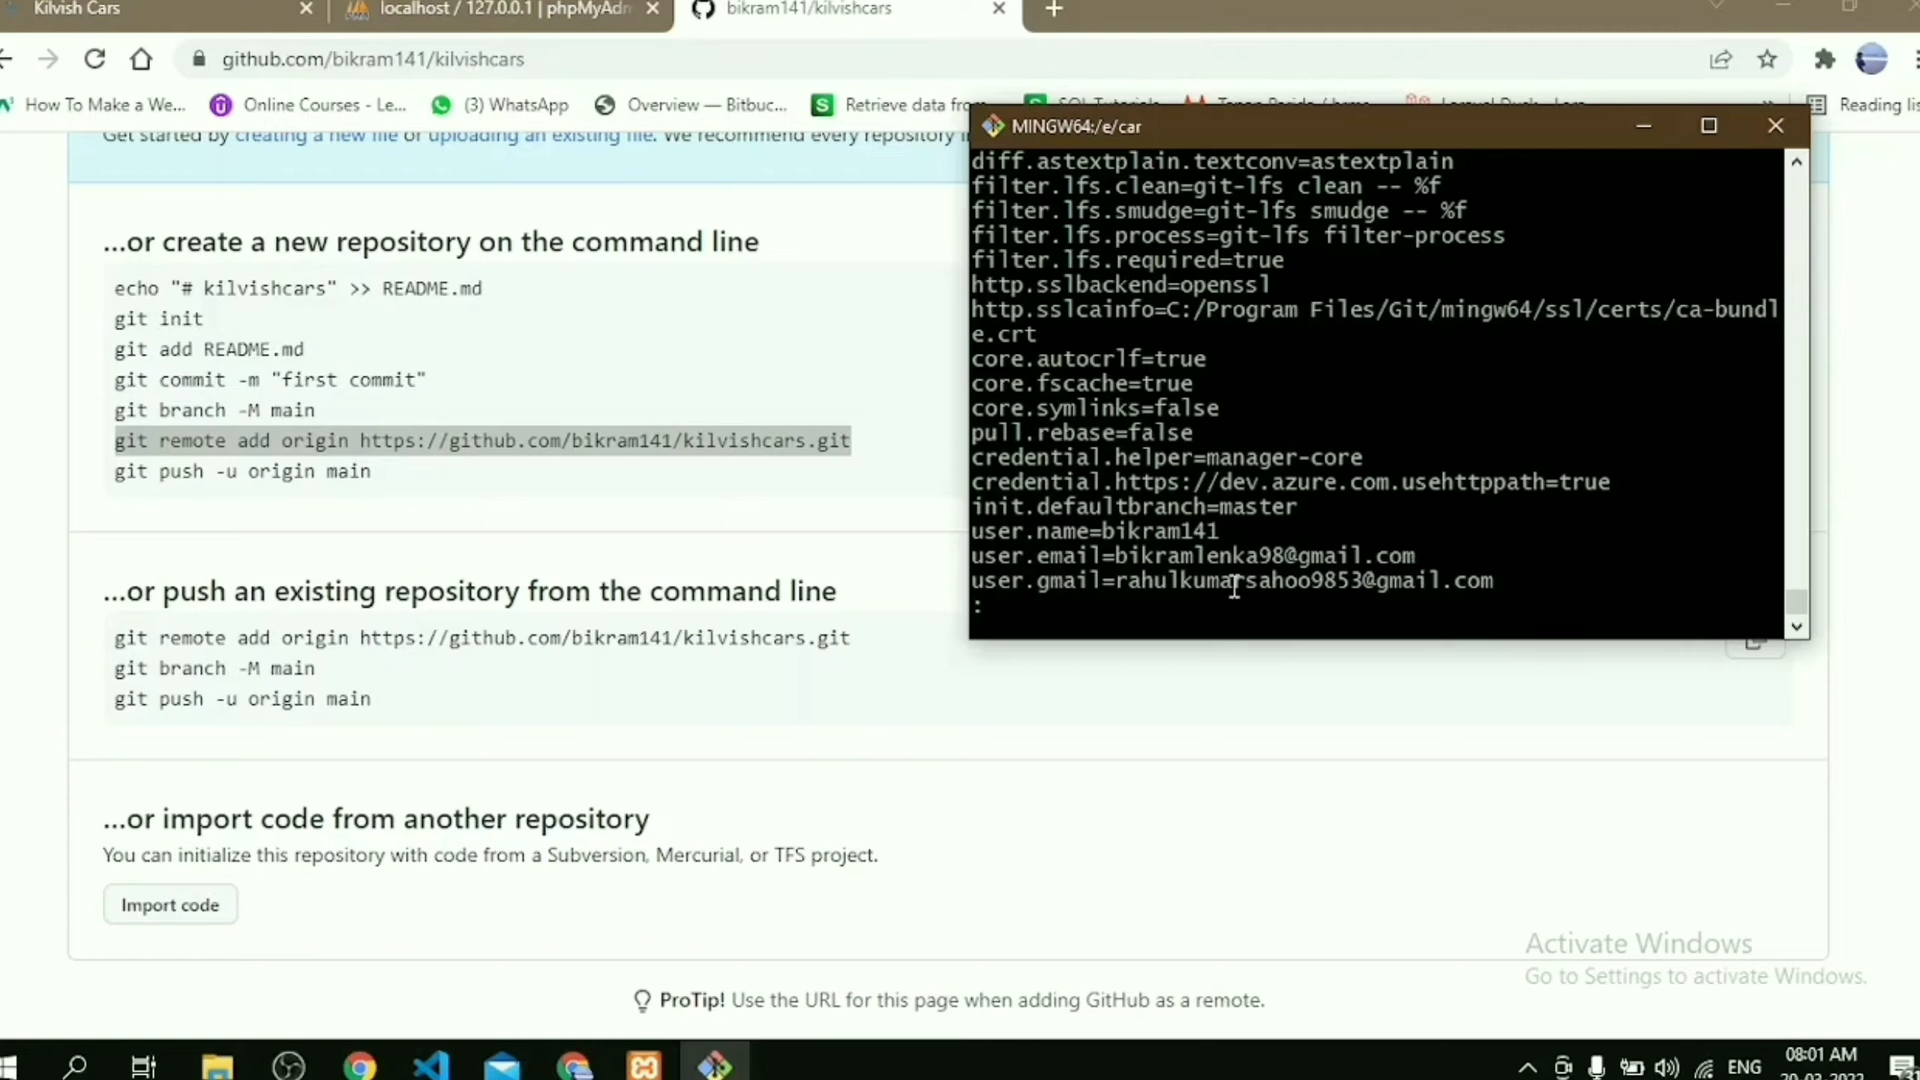 Kilvish Cars
localhost / 127.0.0.1 | phpMyAdm
bikram141/kilvishcars
github.com/bikram141/kilvishcars
How To Make a We...
Online Courses - Le...
(3) WhatsApp
Overview — Bitbuc...
Retrieve data from
Reading lis
Get started by creating a new file or uploading an existing file. We recommend every repository i
...or create a new repository on the command line
echo "# kilvishcars" >> README.md
git init
git add README.md
git commit -m "first commit"
git branch -M main
git remote add origin https://github.com/bikram141/kilvishcars.git
git push -u origin main
...or push an existing repository from the command line
git remote add origin https://github.com/bikram141/kilvishcars.git
git branch -M main
git push -u origin main
...or import code from another repository
You can initialize this repository with code from a Subversion, Mercurial, or TFS project.
Import code
ProTip! Use the URL for this page when adding GitHub as a remote.
MINGW64:/e/car
diff.astextplain.textconv=astextplain
filter.lfs.clean=git-lfs clean -- %f
filter.lfs.smudge=git-lfs smudge -- %f
filter.lfs.process=git-lfs filter-process
filter.lfs.required=true
http.sslbackend=openssl
http.sslcainfo=C:/Program Files/Git/mingw64/ssl/certs/ca-bundl
e.crt
core.autocrlf=true
core.fscache=true
core.symlinks=false
pull.rebase=false
credential.helper=manager-core
credential.https://dev.azure.com.usehttppath=true
init.defaultbranch=master
user.name=bikram141
user.email=bikramlenka98@gmail.com
user.gmail=rahulkumarsahoo9853@gmail.com
:
Activate Windows
Go to Settings to activate Windows.
ENG
08:01 AM
20-03-2022